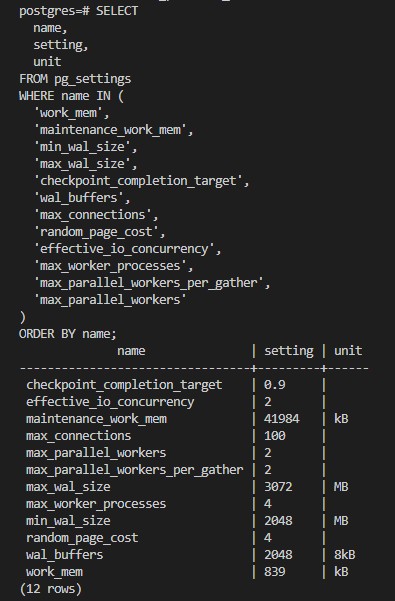 postgres=# SELECT
  name,
  setting,
  unit
FROM pg_settings
WHERE name IN (
  'work_mem',
  'maintenance_work_mem',
  'min_wal_size',
  'max_wal_size',
  'checkpoint_completion_target',
  'wal_buffers',
  'max_connections',
  'random_page_cost',
  'effective_io_concurrency',
  'max_worker_processes',
  'max_parallel_workers_per_gather',
  'max_parallel_workers'
)
ORDER BY name;
              name               | setting | unit
---------------------------------+---------+------
 checkpoint_completion_target    | 0.9     |
 effective_io_concurrency        | 2       |
 maintenance_work_mem            | 41984   | kB
 max_connections                 | 100     |
 max_parallel_workers            | 2       |
 max_parallel_workers_per_gather | 2       |
 max_wal_size                    | 3072    | MB
 max_worker_processes            | 4       |
 min_wal_size                    | 2048    | MB
 random_page_cost                | 4       |
 wal_buffers                     | 2048    | 8kB
 work_mem                        | 839     | kB
(12 rows)